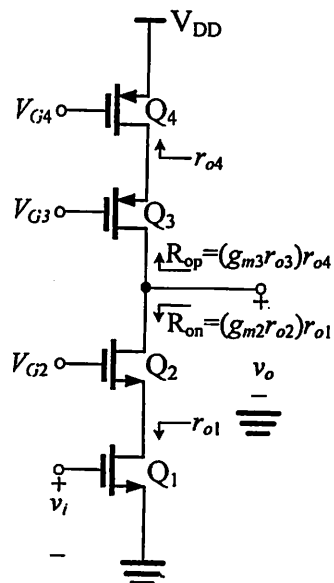 V_DD
V_G4
Q_4
r_o4
V_G3
Q_3
R_op=(g_m3 r_o3)r_o4
R_on=(g_m2 r_o2)r_o1
V_G2
Q_2
+
v_o
−
r_o1
Q_1
+
v_i
−